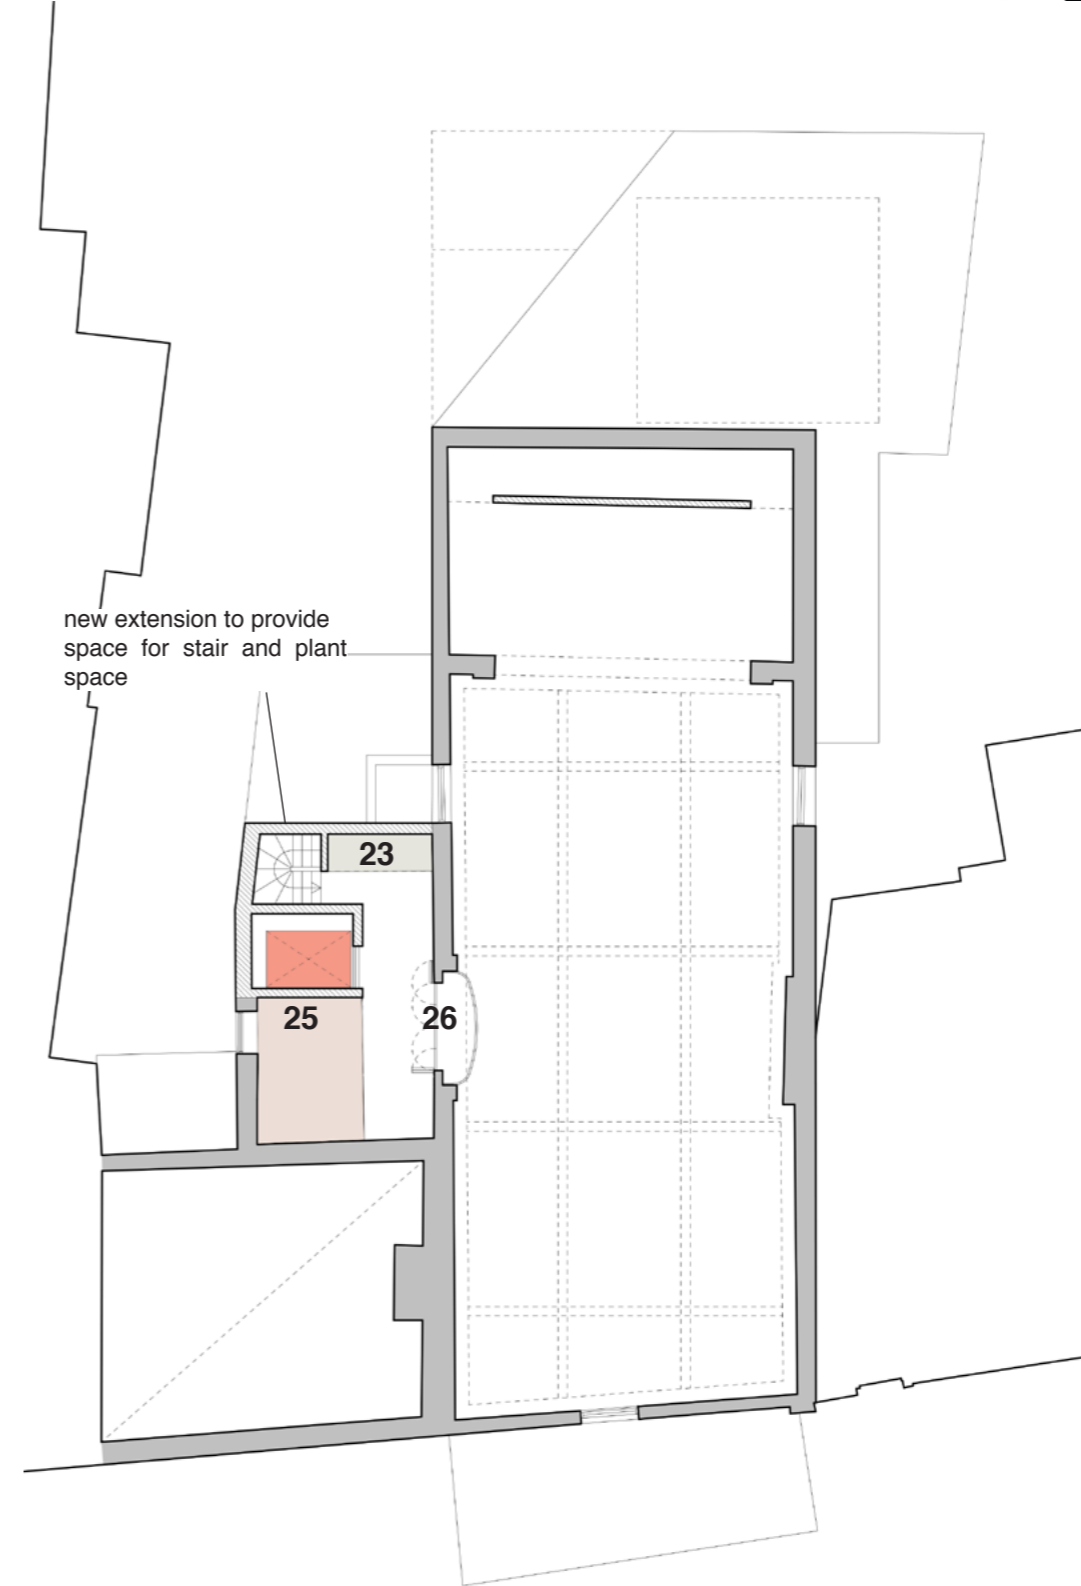 new extension to provide
space for stair and plant
space
23
25
26